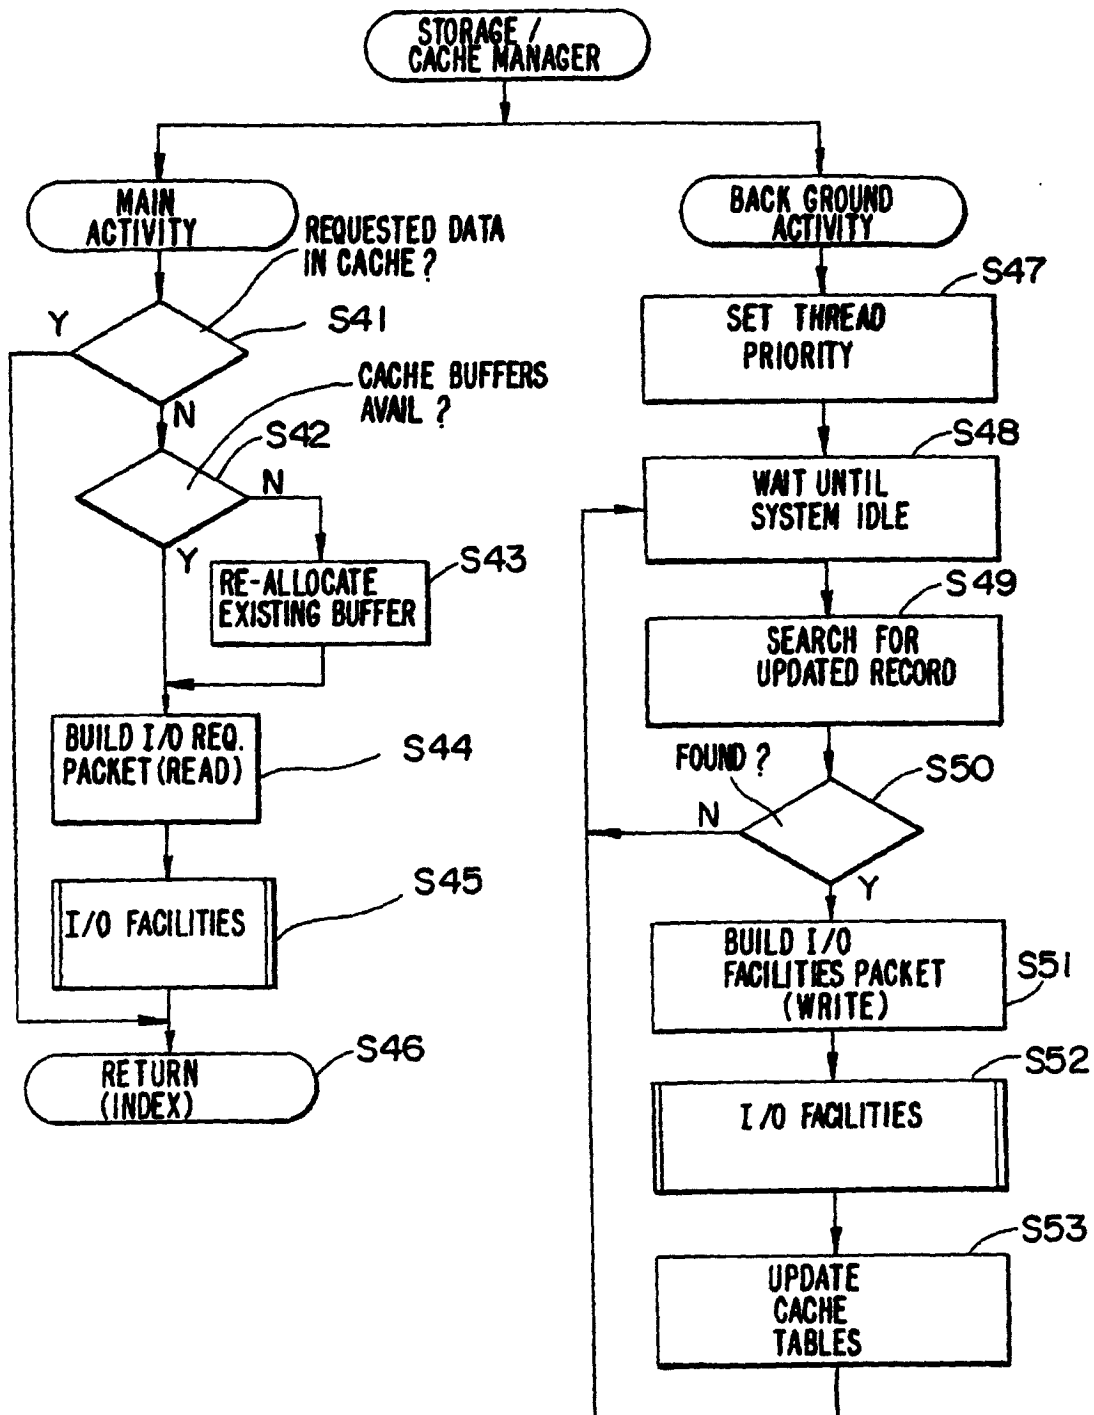 STORAGE /
CACHE MANAGER
MAIN
ACTIVITY
REQUESTED DATA
IN CACHE ?
Y
S41
N
CACHE BUFFERS
AVAIL ?
S42
N
Y
S43
RE-ALLOCATE
EXISTING BUFFER
BUILD I/O REQ.
PACKET (READ)
S44
I/O FACILITIES
S45
RETURN
(INDEX)
S46
BACK GROUND
ACTIVITY
S47
SET THREAD
PRIORITY
S48
WAIT UNTIL
SYSTEM IDLE
S49
SEARCH FOR
UPDATED RECORD
FOUND ?
S50
N
Y
BUILD I/O
FACILITIES PACKET
(WRITE)
S51
S52
I/O FACILITIES
S53
UPDATE
CACHE
TABLES